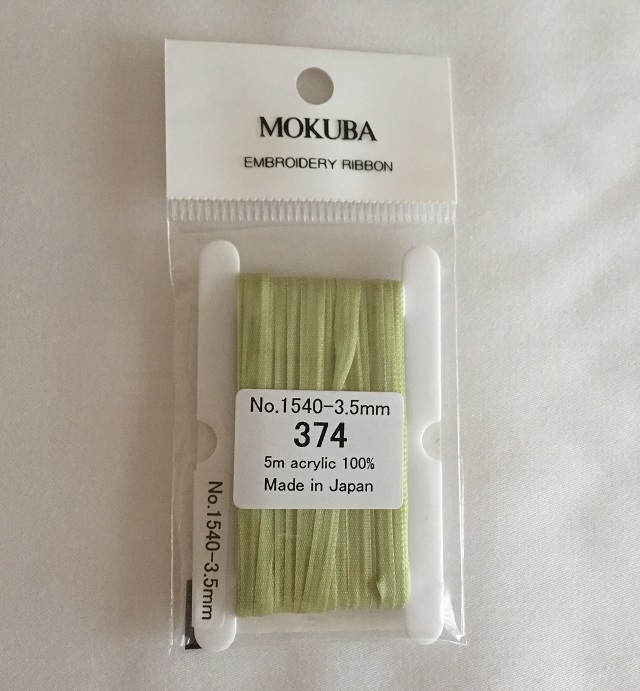 MOKUBA
EMBROIDERY RIBBON
No.1540-3.5mm
374
5m acrylic 100%
Made in Japan
No.1540-3.5mm